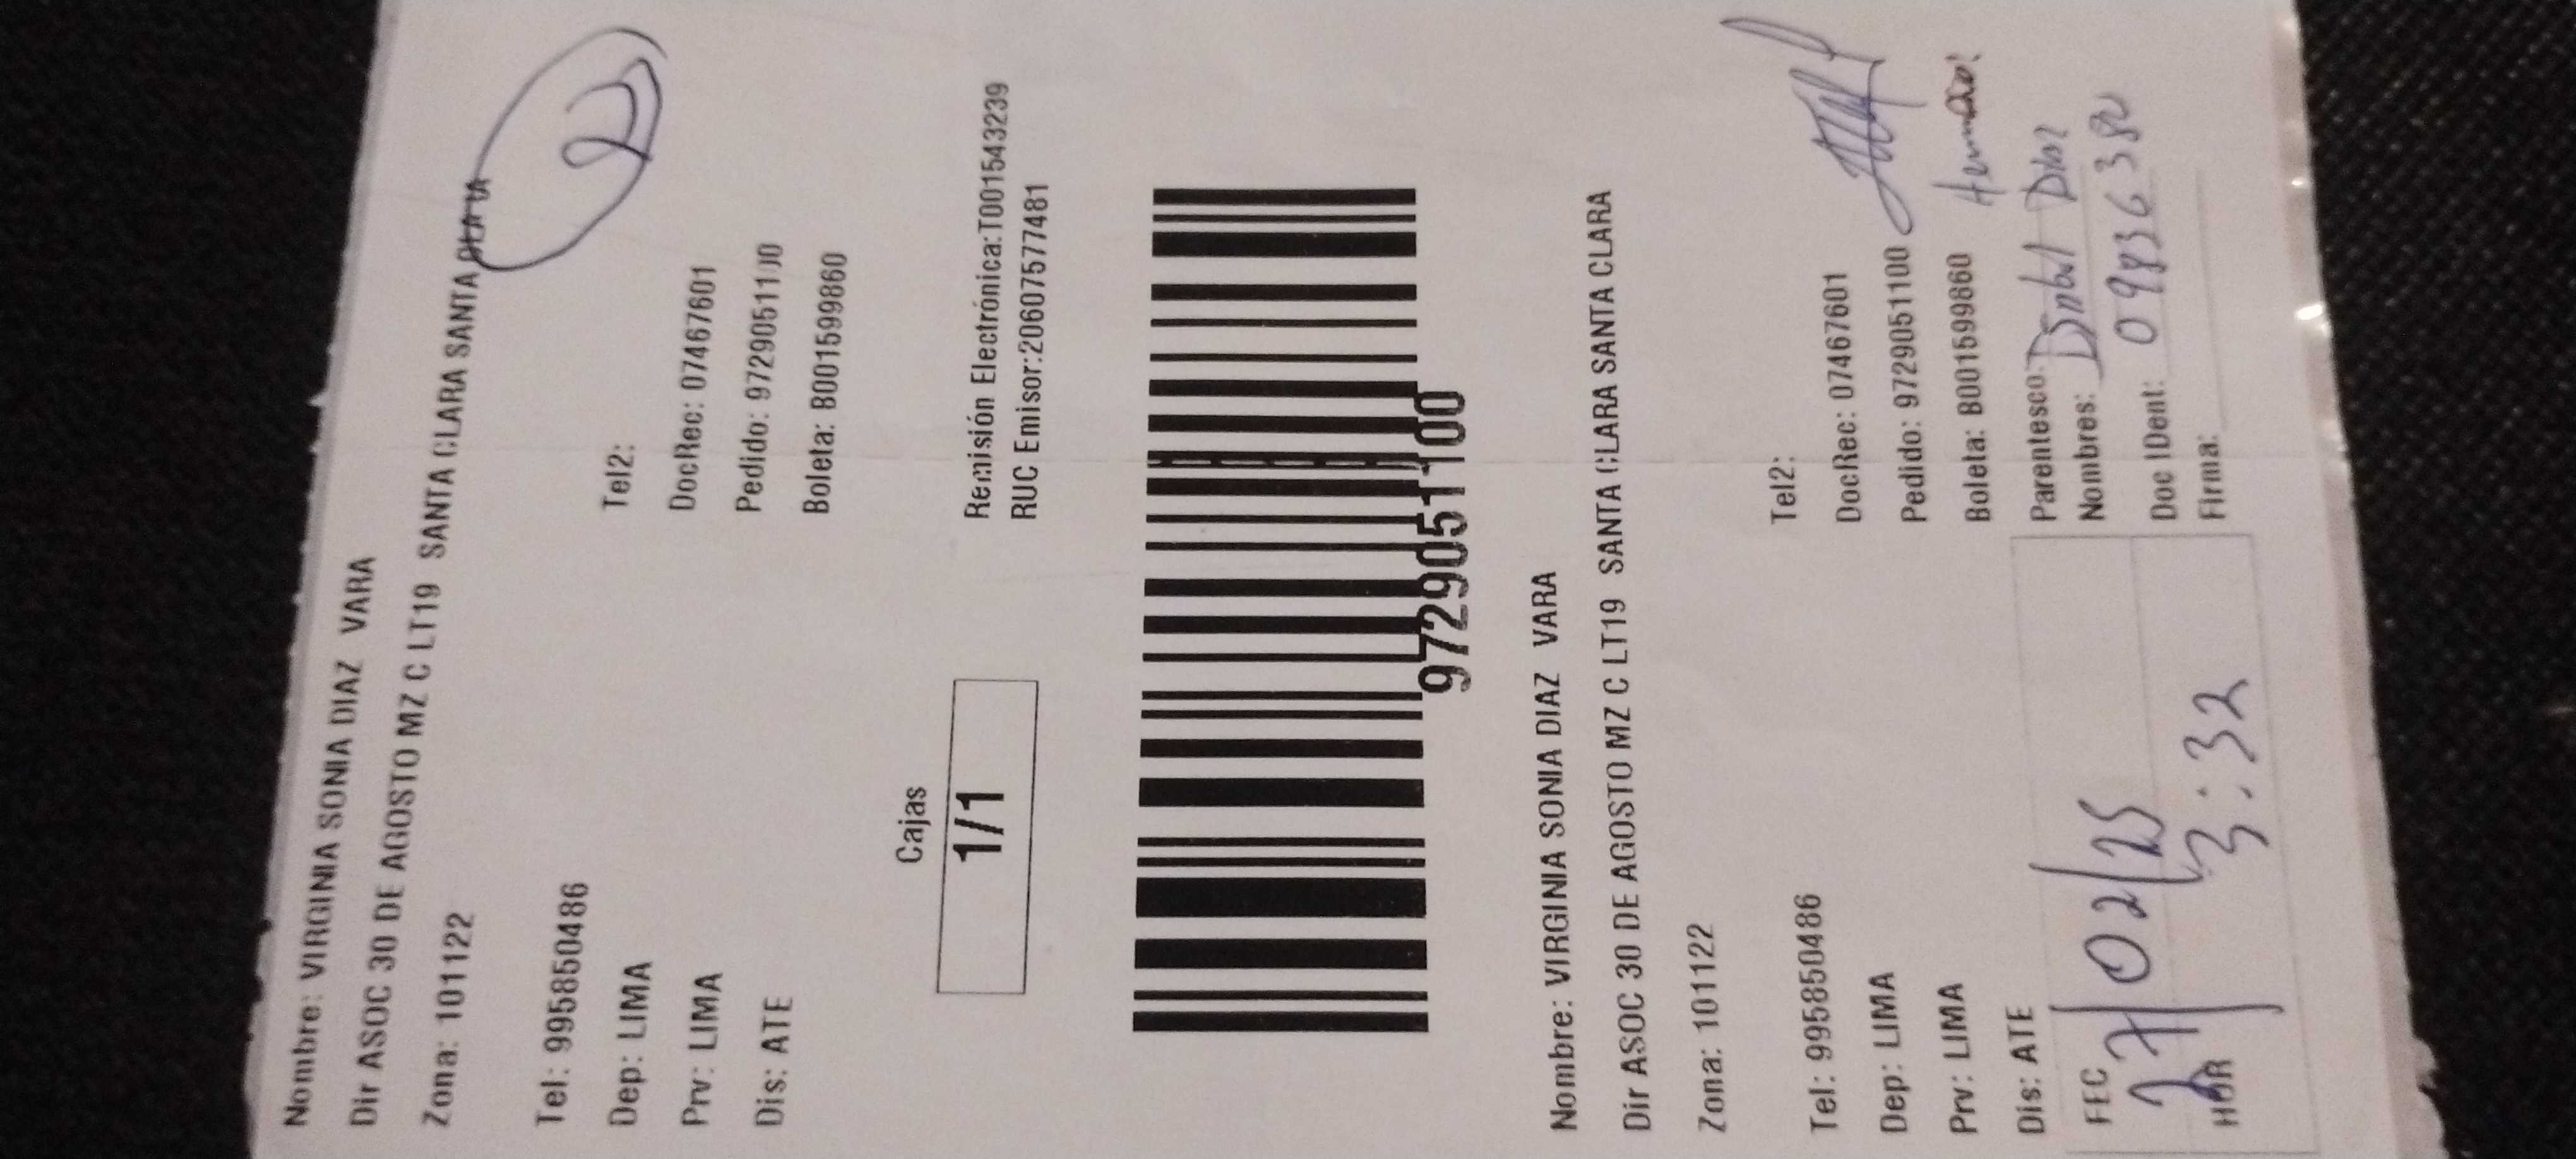 Nombre: VIRGINIA SONIA DIAZ VARA
Dir ASOC 30 DE AGOSTO MZ C LT19 SANTA CLARA SANTA CLARA
Zona: 101122
22
Tel: 995850486 Tel2:
Dep: LIMA DocRec: 07467601
Prv: LIMA Pedido: 9729051100
Dis: ATE Boleta: B001599860
Cajas
1/1
Remisión Electrónica:T001543239
RUC Emisor:20607577481
9729051100
Nombre: VIRGINIA SONIA DIAZ VARA
Dir ASOC 30 DE AGOSTO MZ C LT19 SANTA CLARA SANTA CLARA
Zona: 101122
Tel: 995850486 Tel2:
Dep: LIMA DocRec: 07467601
Prv: LIMA Pedido: 9729051100
Dis: ATE Boleta: B001599860
Parentesco:
FEC 27/02/25 Nombres: Diaz
HOR 3:32 Doc IDent:
Firma: